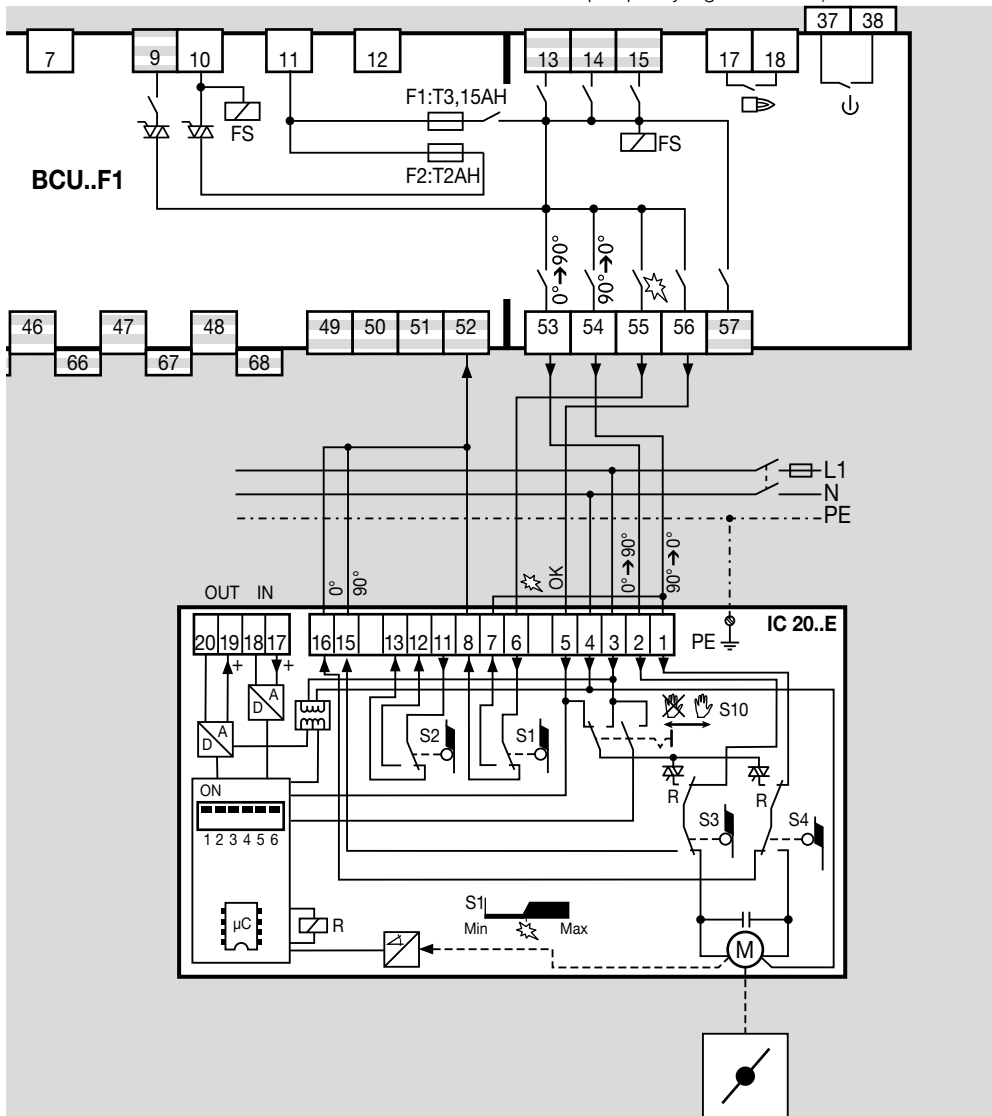 37 38
7 9 10 11 12 13 14 15 17 18
F1:T3,15AH
FS
FS
F2:T2AH
BCU..F1
0°➔90°
90°➔0°
46 47 48 49 50 51 52 53 54 55 56 57
66 67 68
L1
N
PE
0°
90°
OK
0°➔90°
90°➔0°
OUT IN
IC 20..E
20 19 18 17 16 15 13 12 11 8 7 6 5 4 3 2 1 PE
+ +
A
D
A
D
S2
S1
S10
R
R
S3
S4
ON
1 2 3 4 5 6
S1
Min Max
µC
R
M